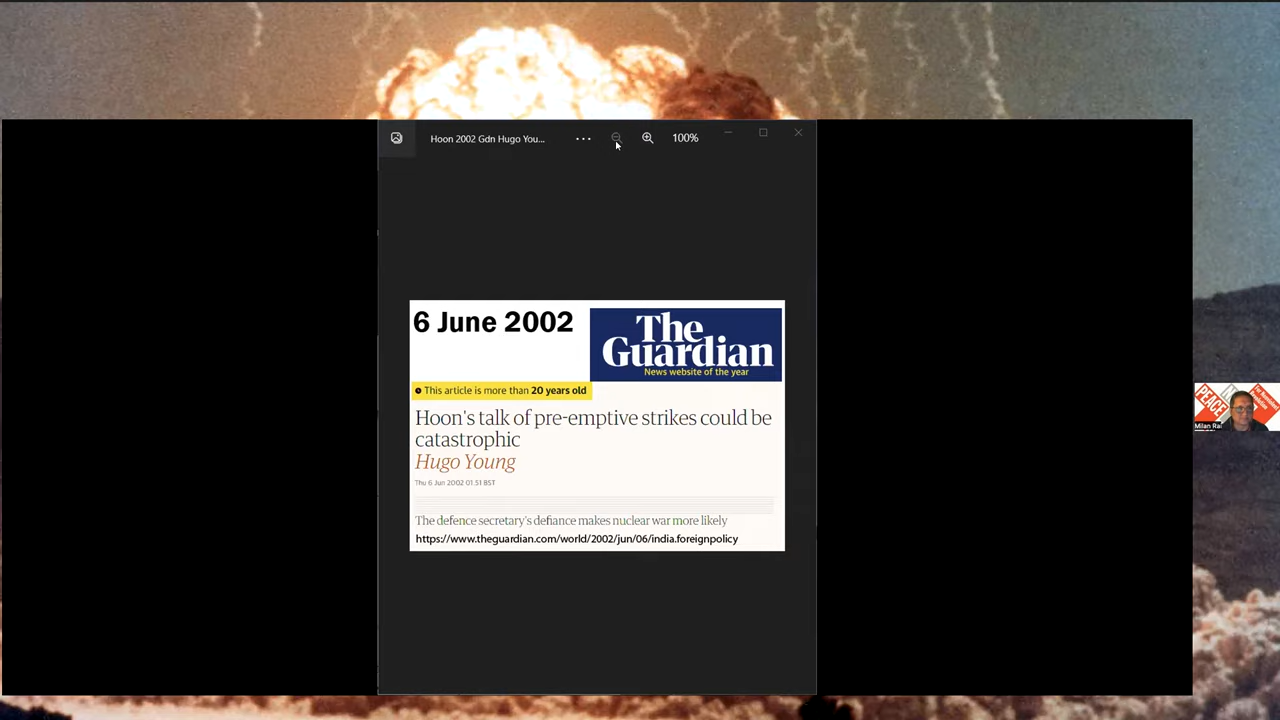 Hoon 2002 Gdn Hugo You...
100%
6 June 2002
The
Guardian
News website of the year
This article is more than 20 years old
Hoon's talk of pre-emptive strikes could be
catastrophic
Hugo Young
Thu 6 Jun 2002 01.51 BST
The defence secretary's defiance makes nuclear war more likely
https://www.theguardian.com/world/2002/jun/06/india.foreignpolicy
PEACE
Milan Rai